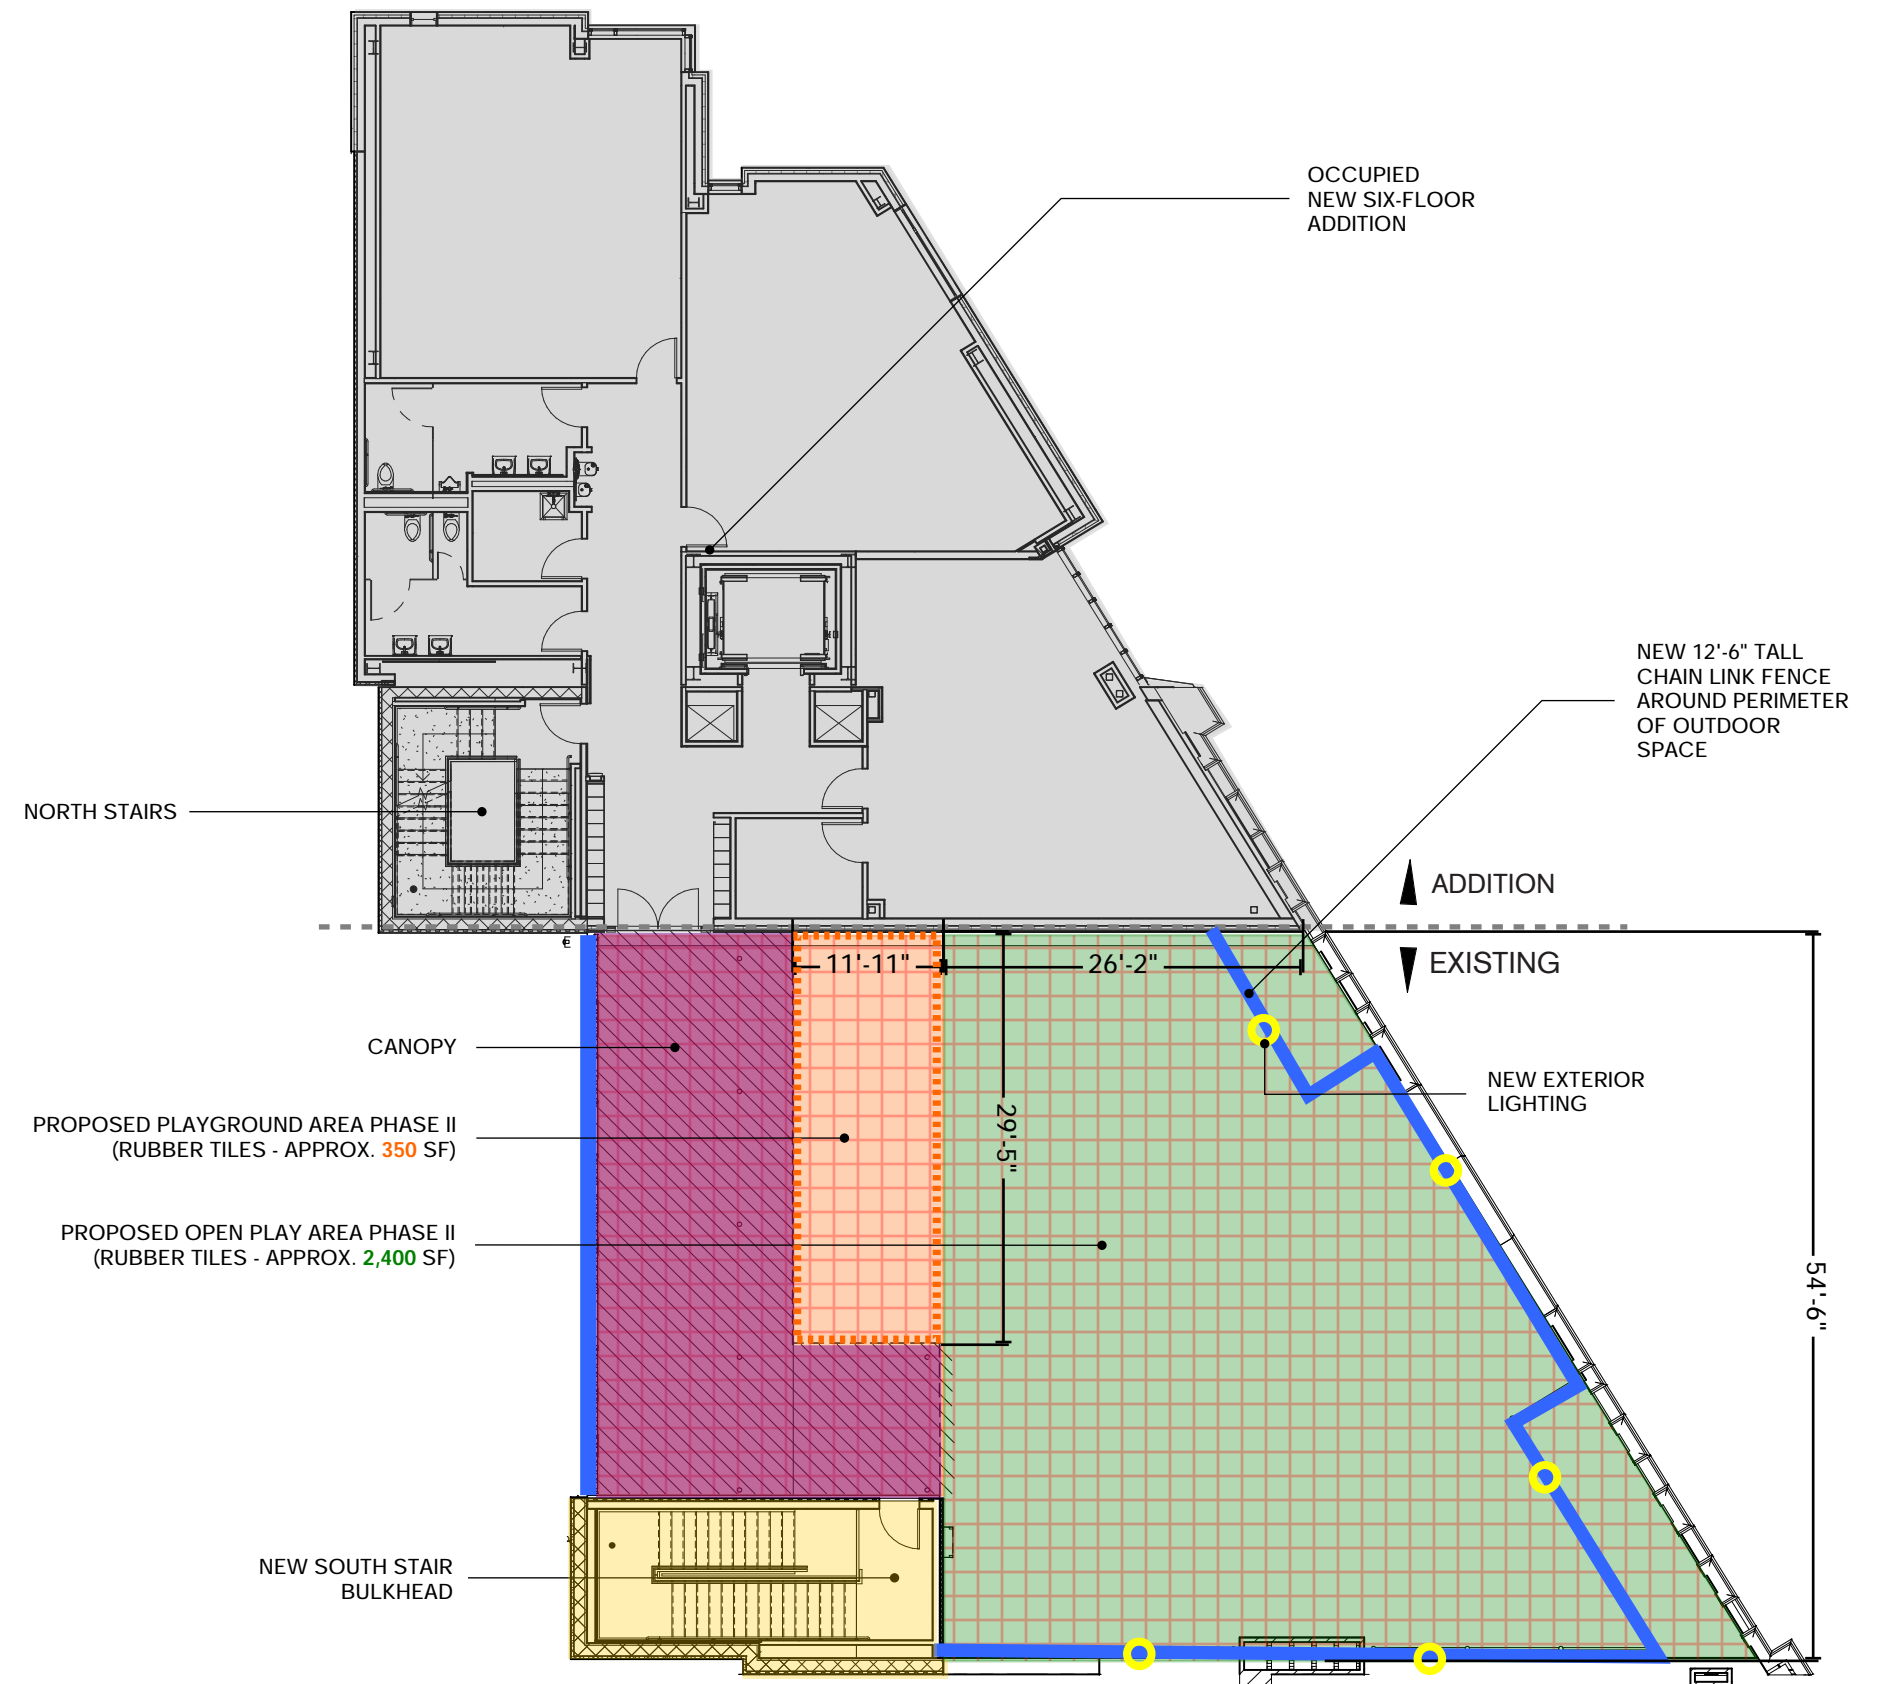 OCCUPIED
NEW SIX-FLOOR
ADDITION
NEW 12'-6" TALL
CHAIN LINK FENCE
AROUND PERIMETER
OF OUTDOOR
SPACE
NORTH STAIRS
ADDITION
EXISTING
11'-11"
26'-2"
CANOPY
NEW EXTERIOR
LIGHTING
29'-5"
PROPOSED PLAYGROUND AREA PHASE II
(RUBBER TILES - APPROX. 350 SF)
PROPOSED OPEN PLAY AREA PHASE II
(RUBBER TILES - APPROX. 2,400 SF)
54'-6"
NEW SOUTH STAIR
BULKHEAD